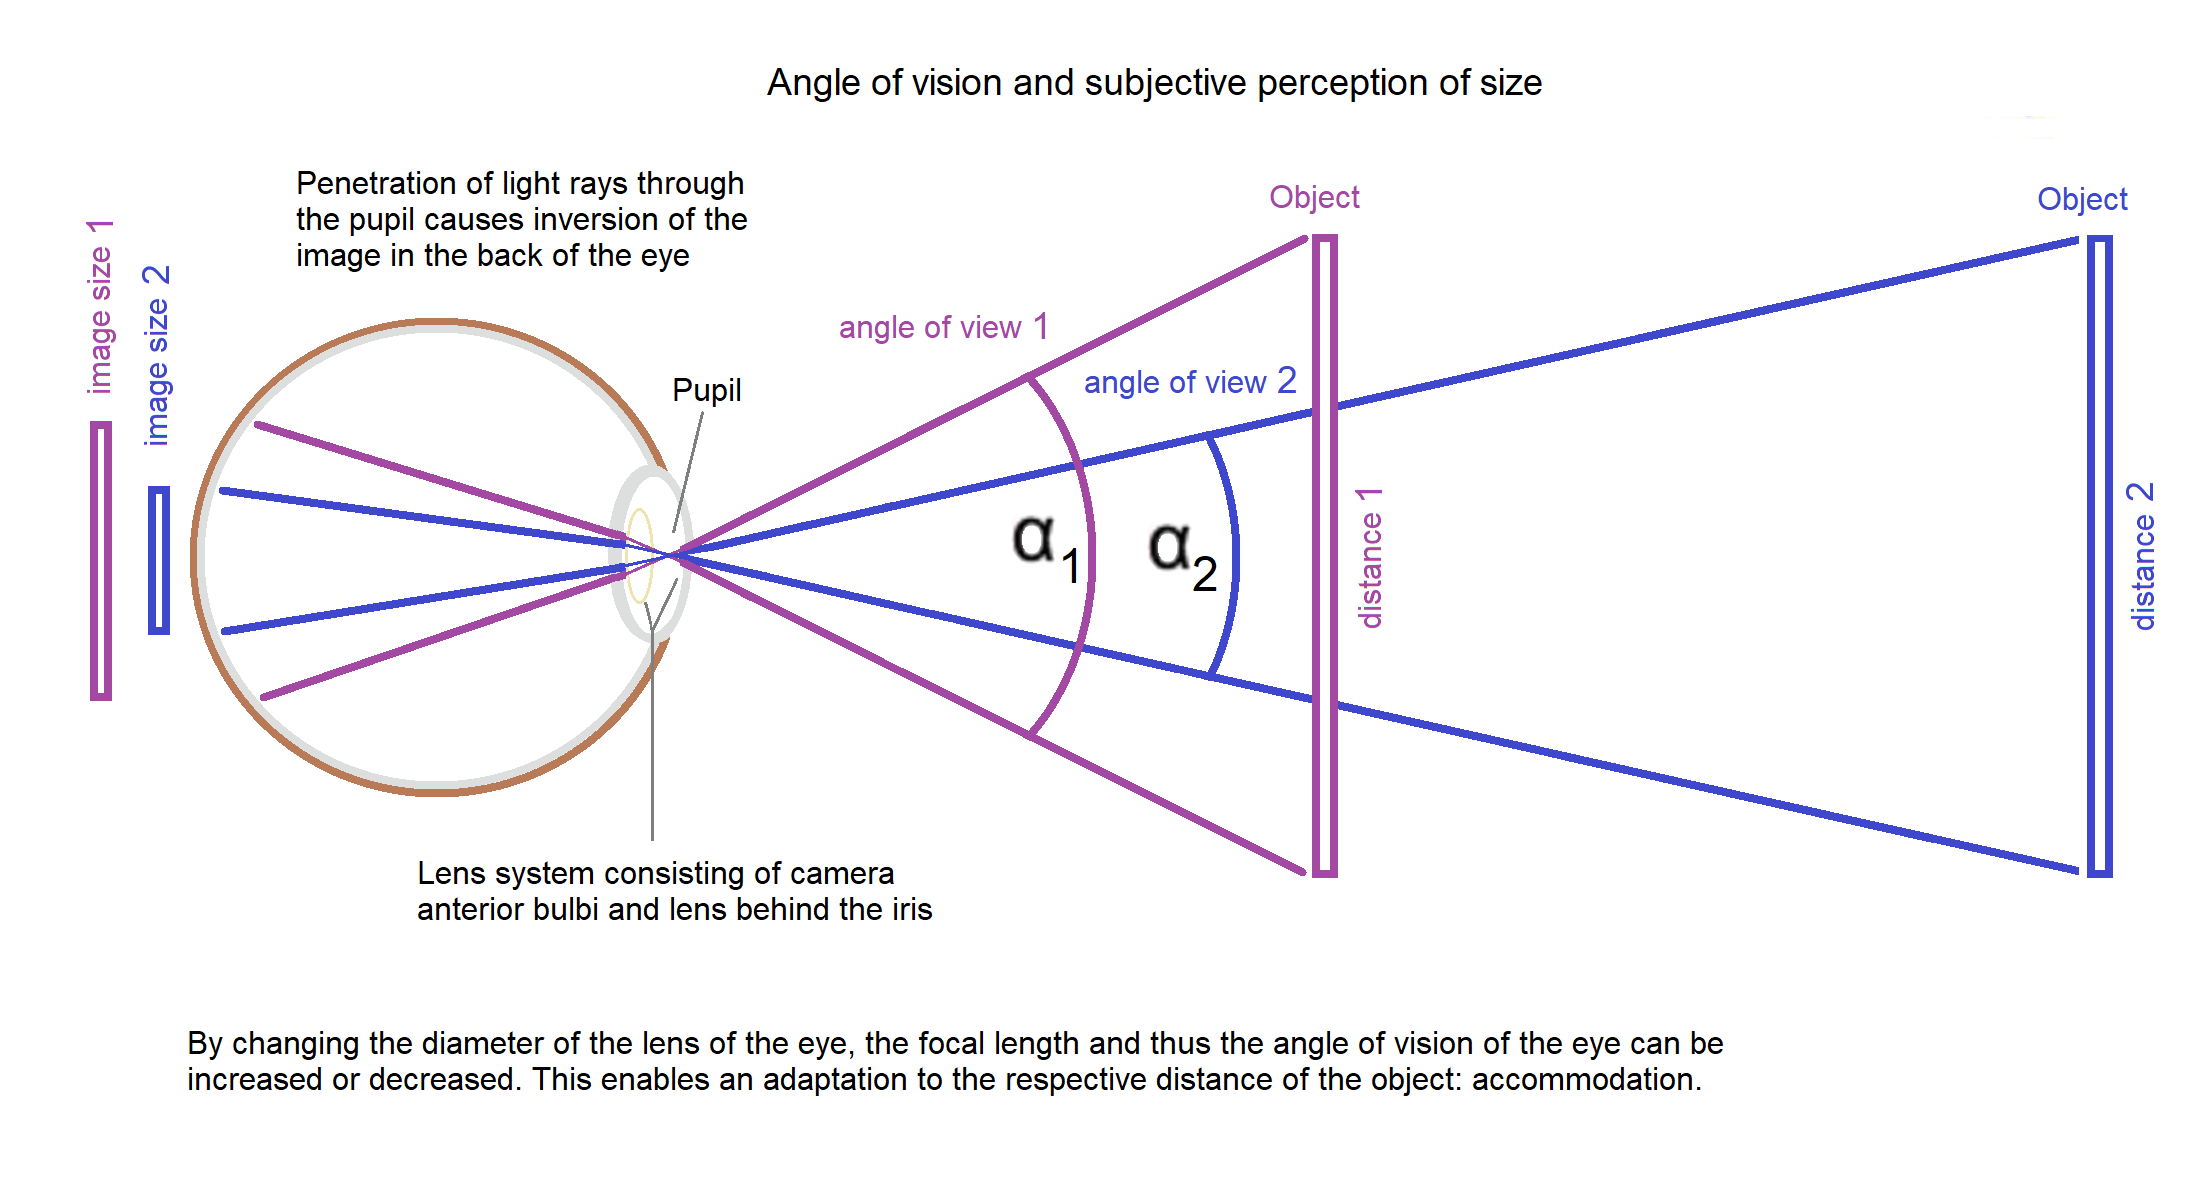 Angle of vision and subjective perception of size
Penetration of light rays through
the pupil causes inversion of the
image in the back of the eye
image size 1
image size 2
Pupil
angle of view 1
angle of view 2
Object
Object
α1
α2
distance 1
distance 2
Lens system consisting of camera
anterior bulbi and lens behind the iris
By changing the diameter of the lens of the eye, the focal length and thus the angle of vision of the eye can be
increased or decreased. This enables an adaptation to the respective distance of the object: accommodation.